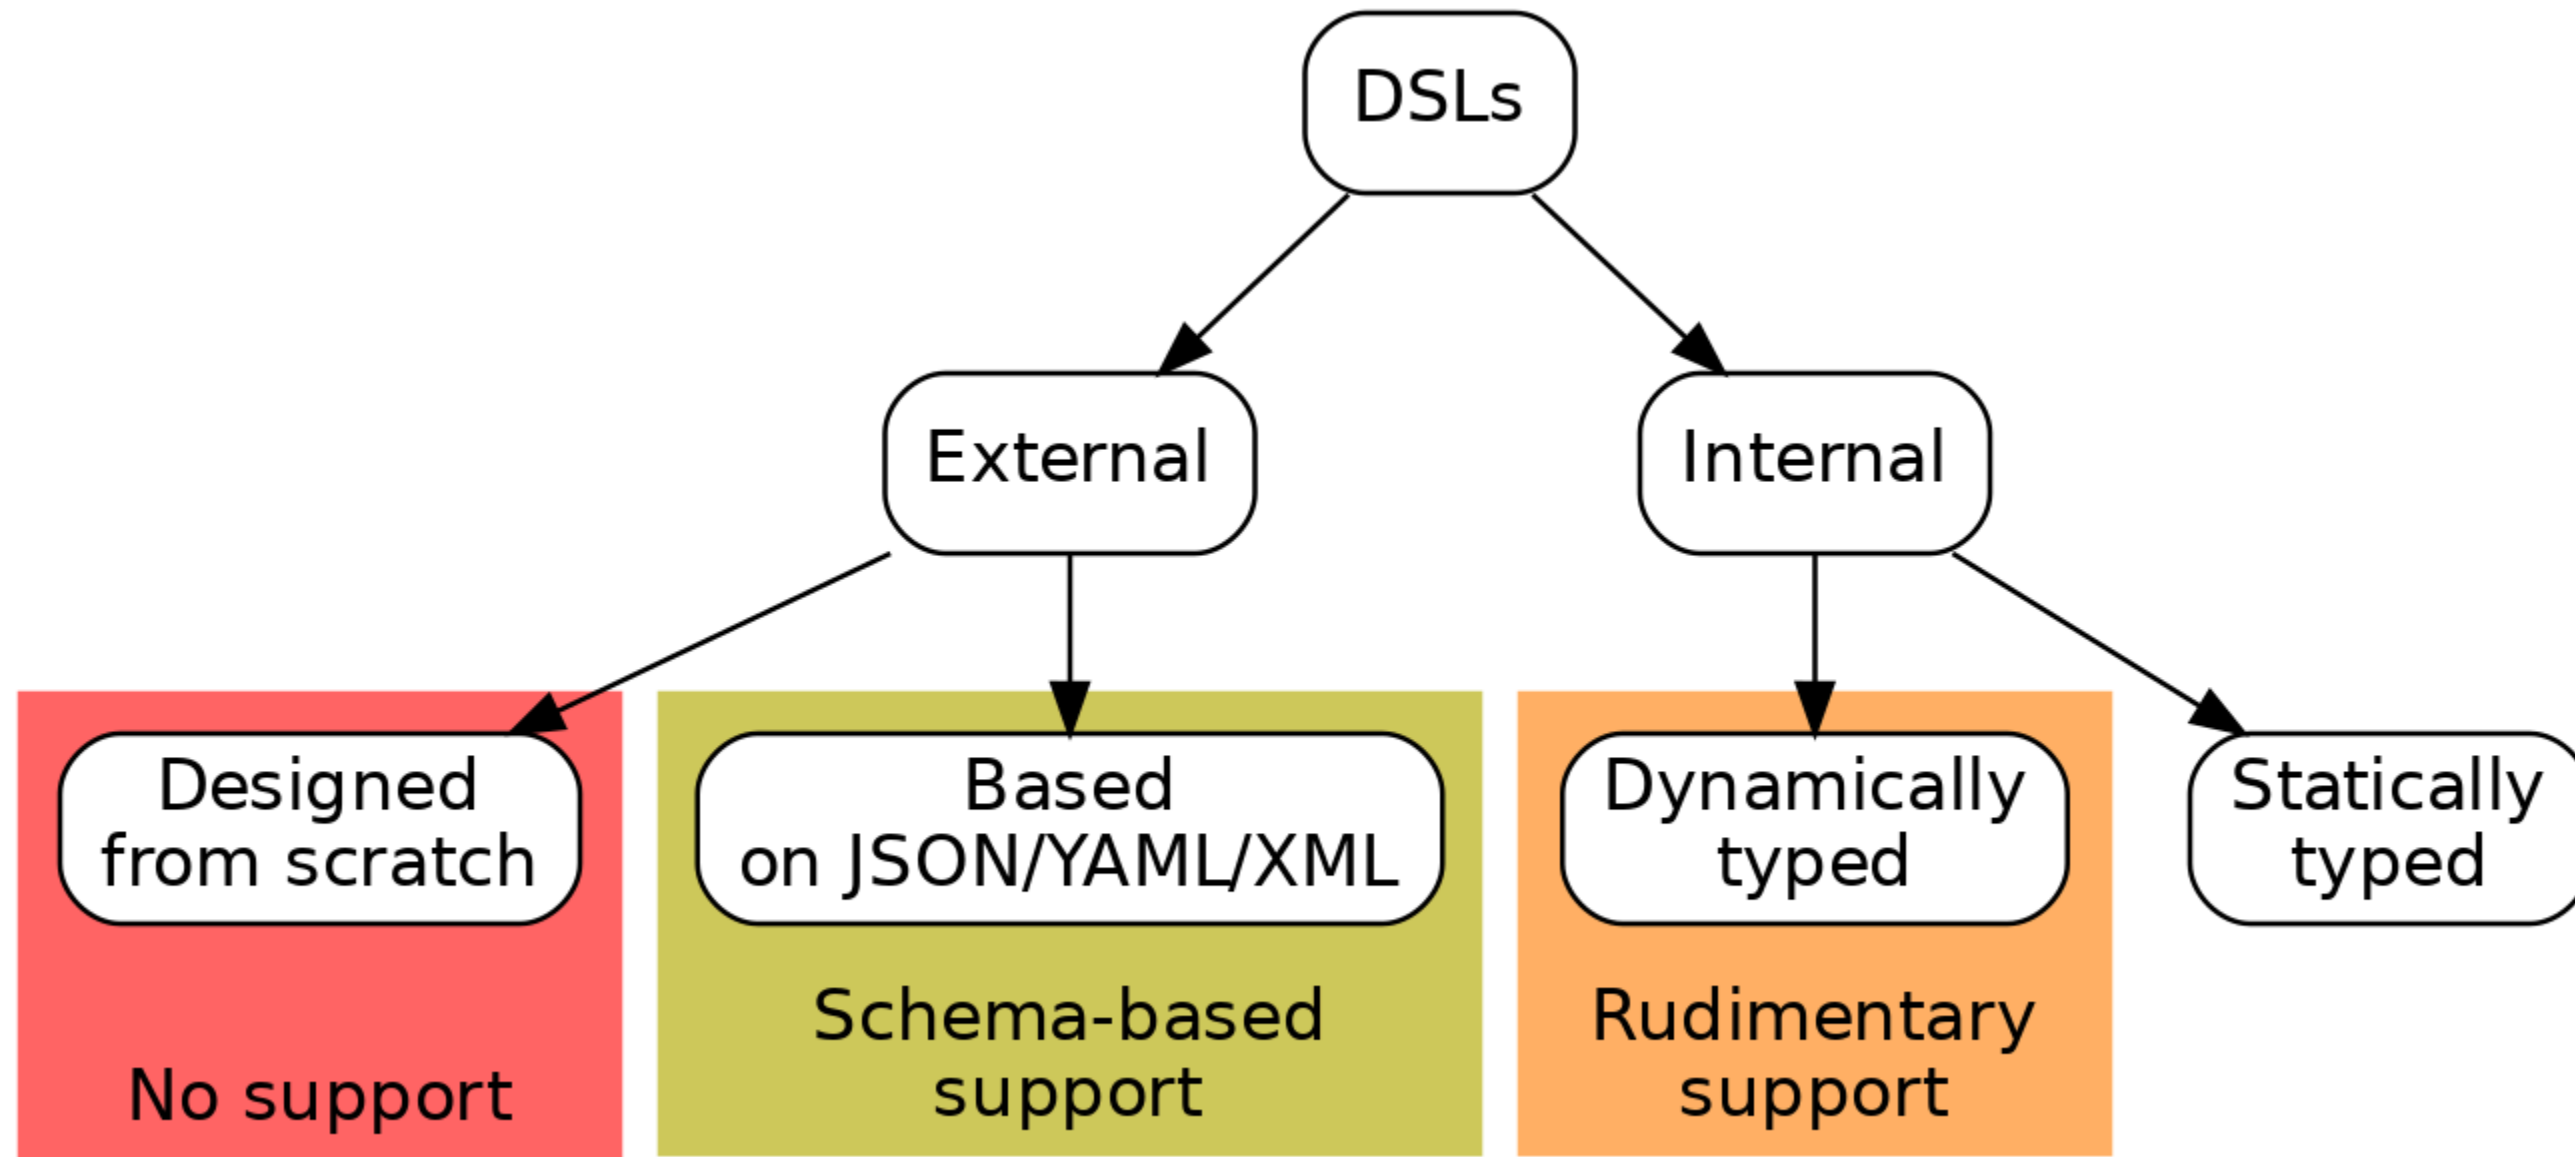 DSLs
External
Internal
Designed
from scratch
Based
on JSON/YAML/XML
Dynamically
typed
Statically
typed
No support
Schema-based
support
Rudimentary
support